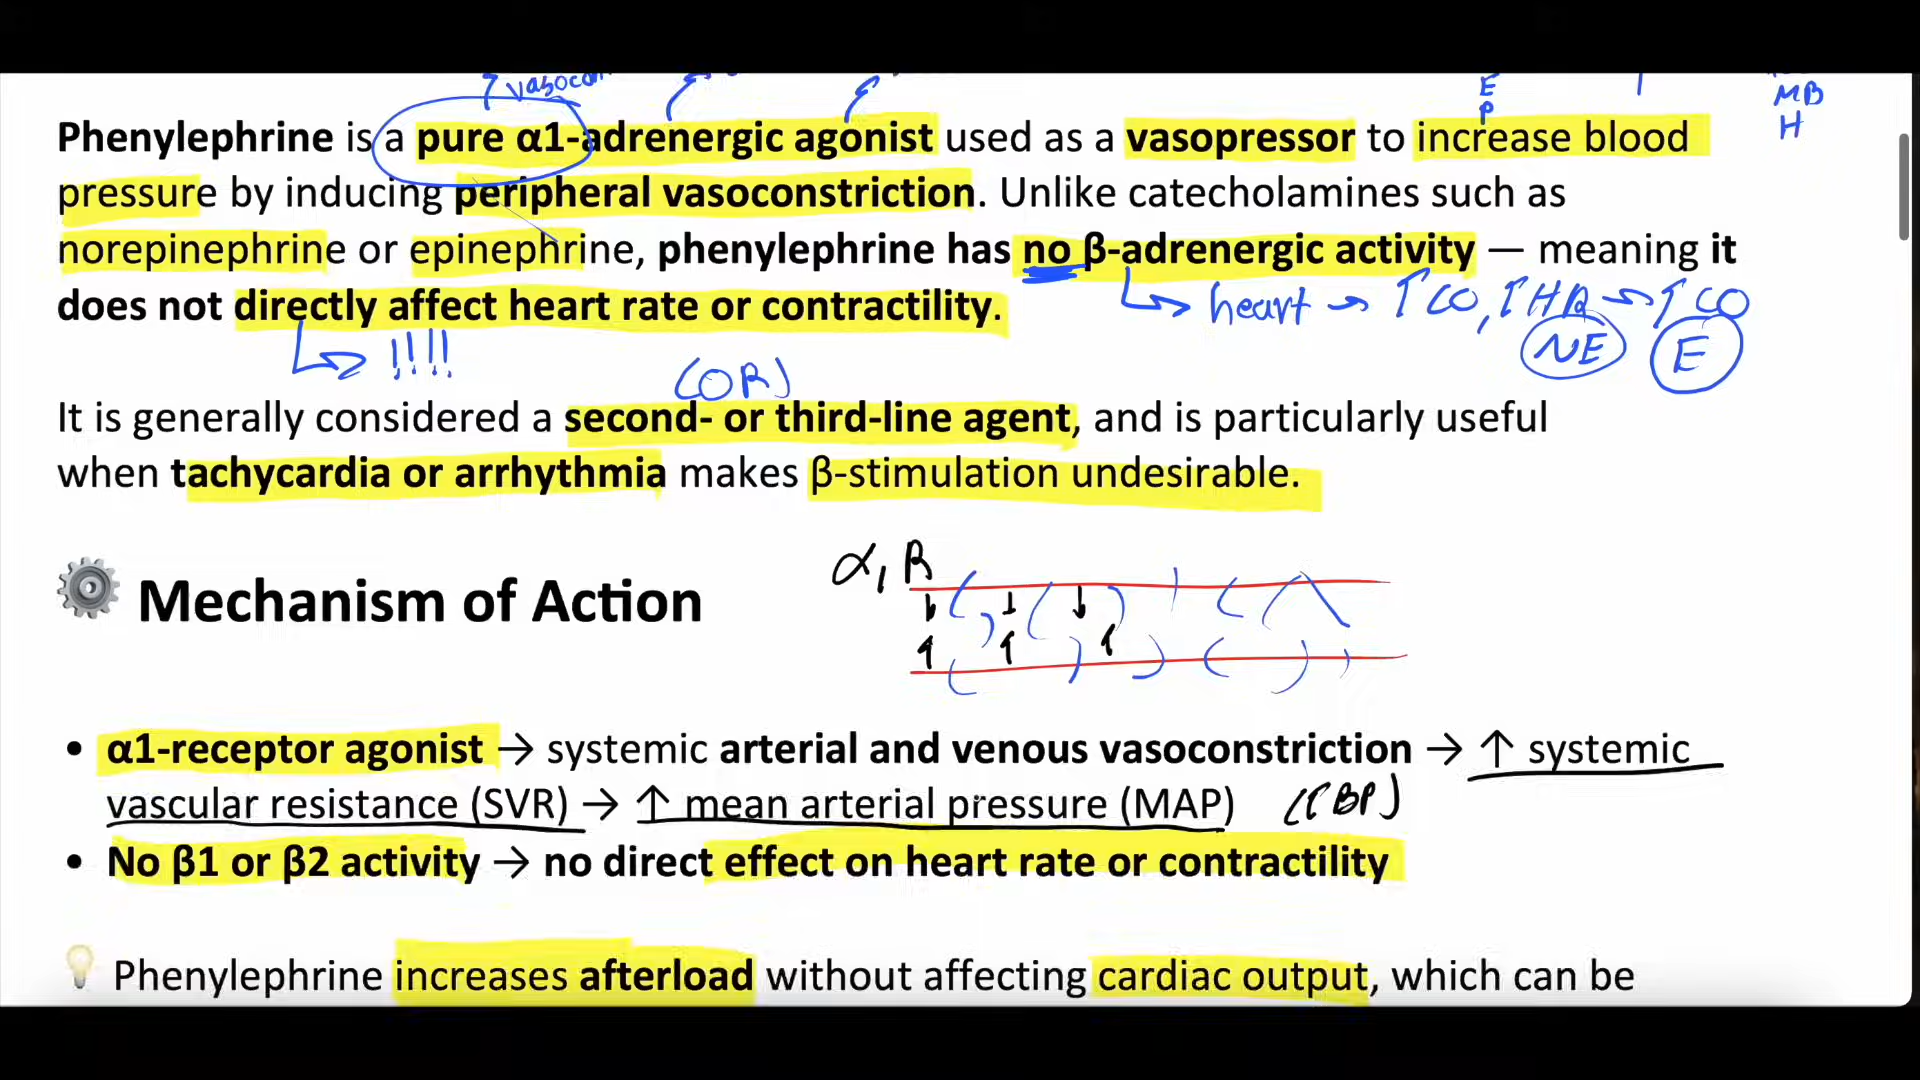 ↑ vasocon
E
P
MB
H
Phenylephrine is a pure α1-adrenergic agonist used as a vasopressor to increase blood
pressure by inducing peripheral vasoconstriction. Unlike catecholamines such as
norepinephrine or epinephrine, phenylephrine has no β-adrenergic activity — meaning it
does not directly affect heart rate or contractility.
heart → ↑CO, ↑HR → ↑CO
!!!!
NE E
(OR)
It is generally considered a second- or third-line agent, and is particularly useful
when tachycardia or arrhythmia makes β-stimulation undesirable.
α1 R
Mechanism of Action
• α1-receptor agonist → systemic arterial and venous vasoconstriction → ↑ systemic
vascular resistance (SVR) → ↑ mean arterial pressure (MAP) (↑BP)
• No β1 or β2 activity → no direct effect on heart rate or contractility
Phenylephrine increases afterload without affecting cardiac output, which can be